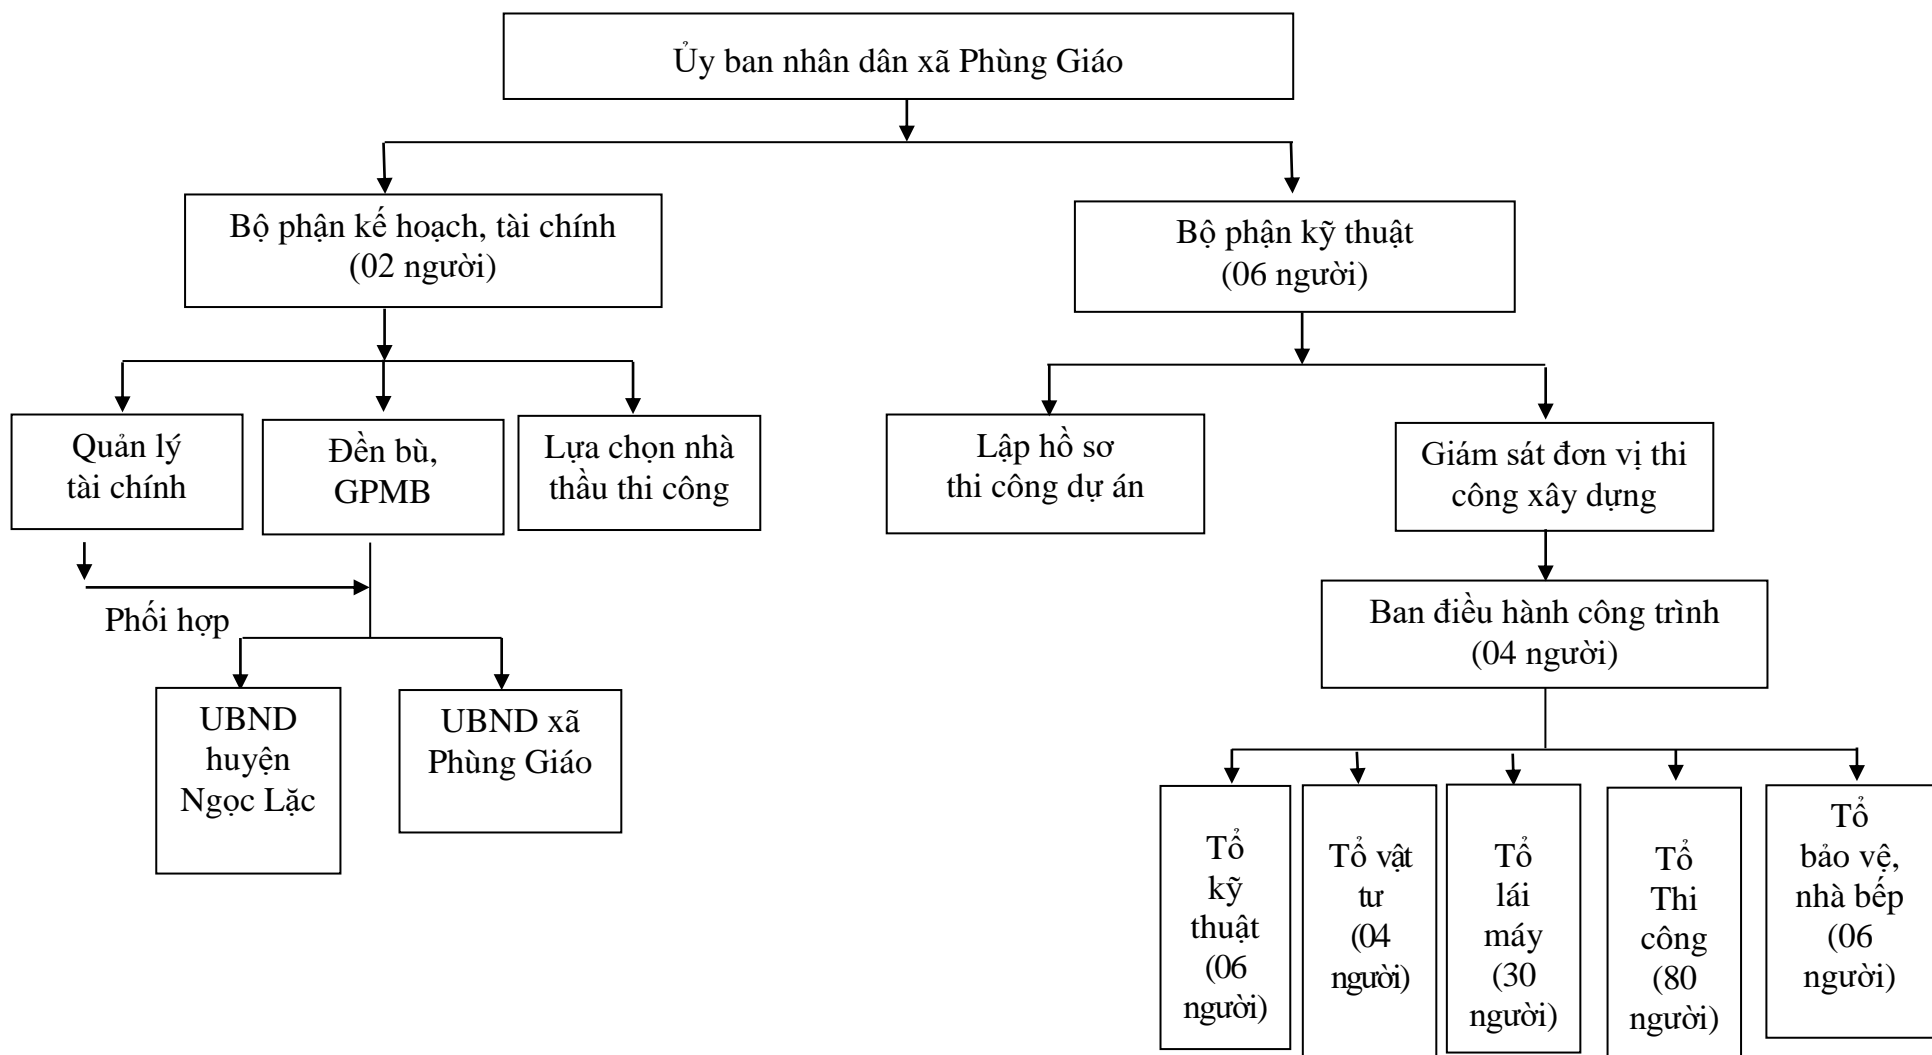 Ủy ban nhân dân xã Phùng Giáo
Bộ phận kế hoạch, tài chính
(02 người)
Bộ phận kỹ thuật
(06 người)
Quản lý
tài chính
Đền bù,
GPMB
Lựa chọn nhà
thầu thi công
Lập hồ sơ
thi công dự án
Giám sát đơn vị thi
công xây dựng
Phối hợp
Ban điều hành công trình
(04 người)
UBND
huyện
Ngọc Lặc
UBND xã
Phùng Giáo
Tổ
kỹ
thuật
(06
người)
Tổ vật
tư
(04
người)
Tổ
lái
máy
(30
người)
Tổ
Thi
công
(80
người)
Tổ
bảo vệ,
nhà bếp
(06
người)